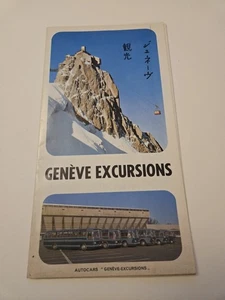 ジュネーヴ
観光
GENÈVE EXCURSIONS
AUTOCARS "GENÈVE-EXCURSIONS"